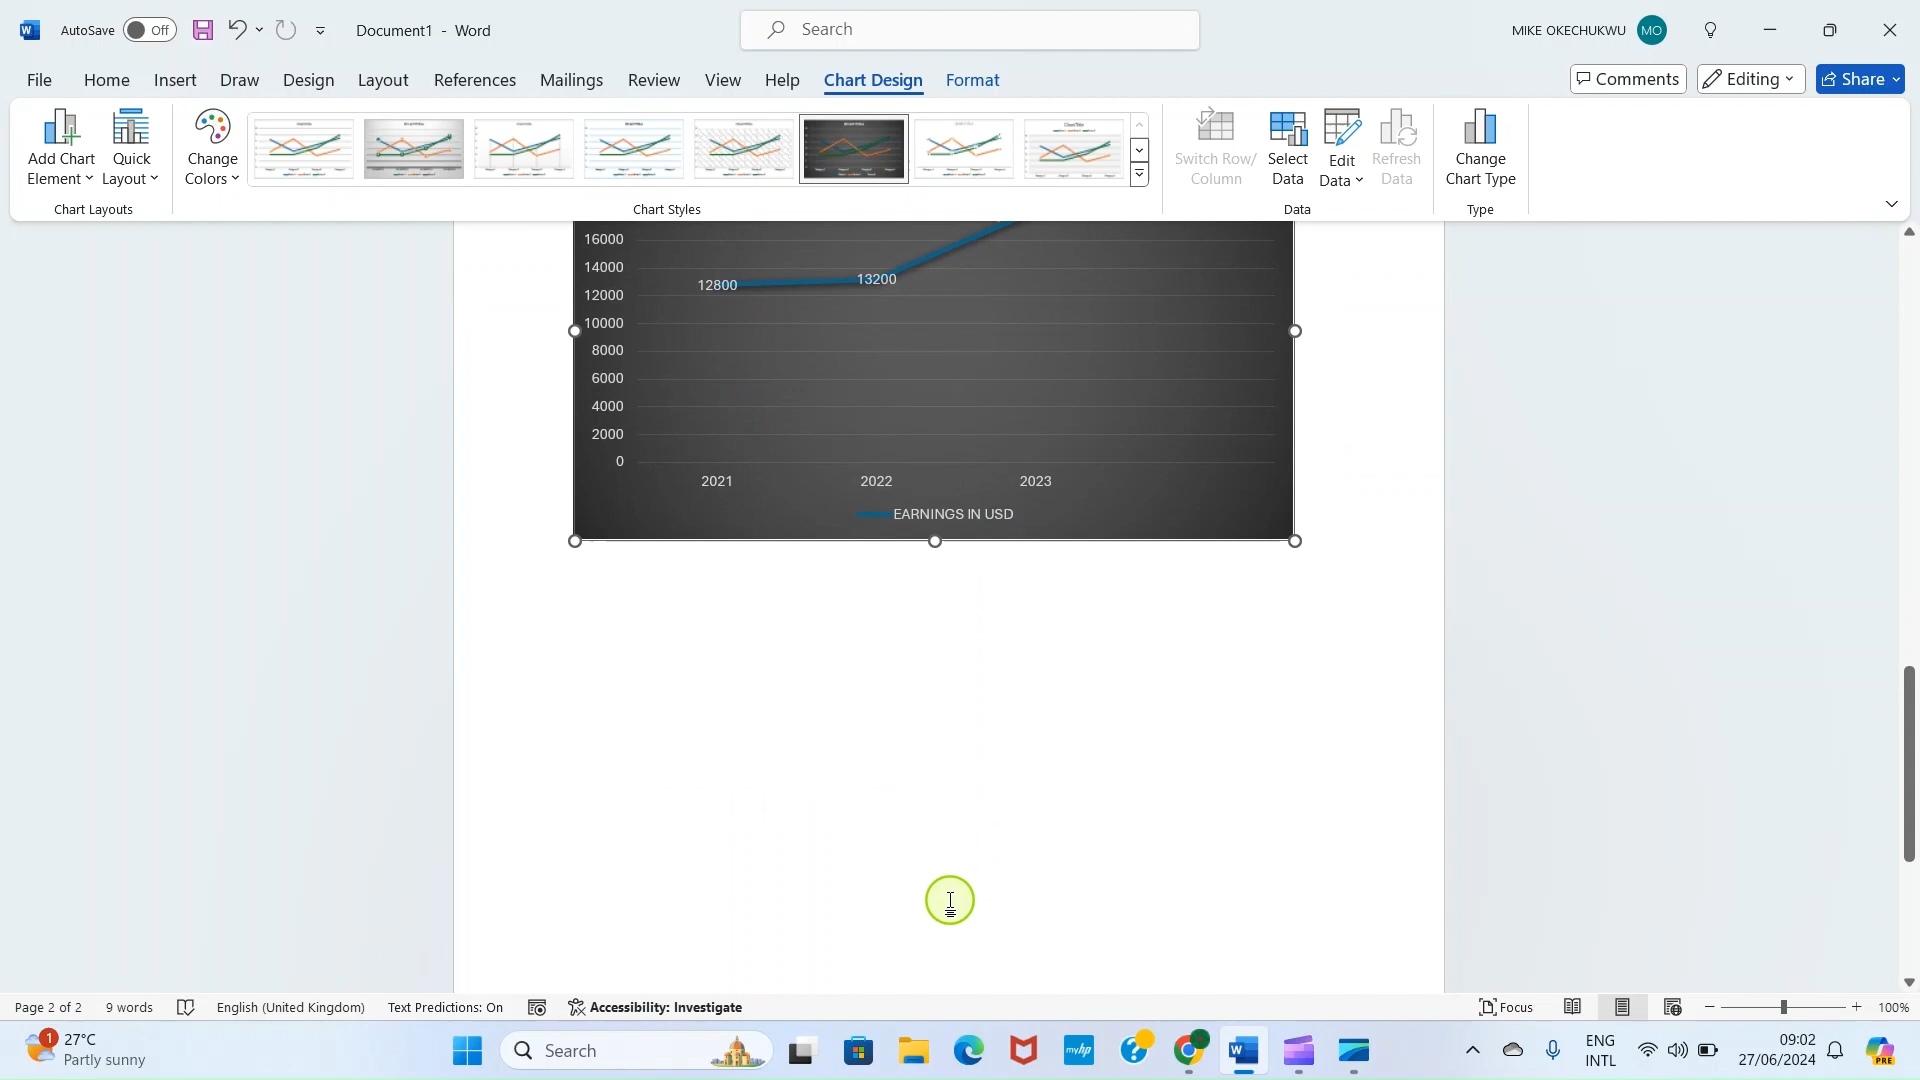 AutoSave Off Document1 - Word Search MIKE OKECHUKWU MO
File Home Insert Draw Design Layout References Mailings Review View Help Chart Design Format Comments Editing Share
Add Chart Element Quick Layout Change Colors Switch Row/ Column Select Data Edit Data Refresh Data Change Chart Type
Chart Layouts Chart Styles Data Type
16000
14000
12800 13200
12000
10000
8000
6000
4000
2000
0
2021 2022 2023
EARNINGS IN USD
Page 2 of 2 9 words English (United Kingdom) Text Predictions: On Accessibility: Investigate Focus 100%
1 27°C Partly sunny Search myhp ENG INTL 09:02 27/06/2024 PRE